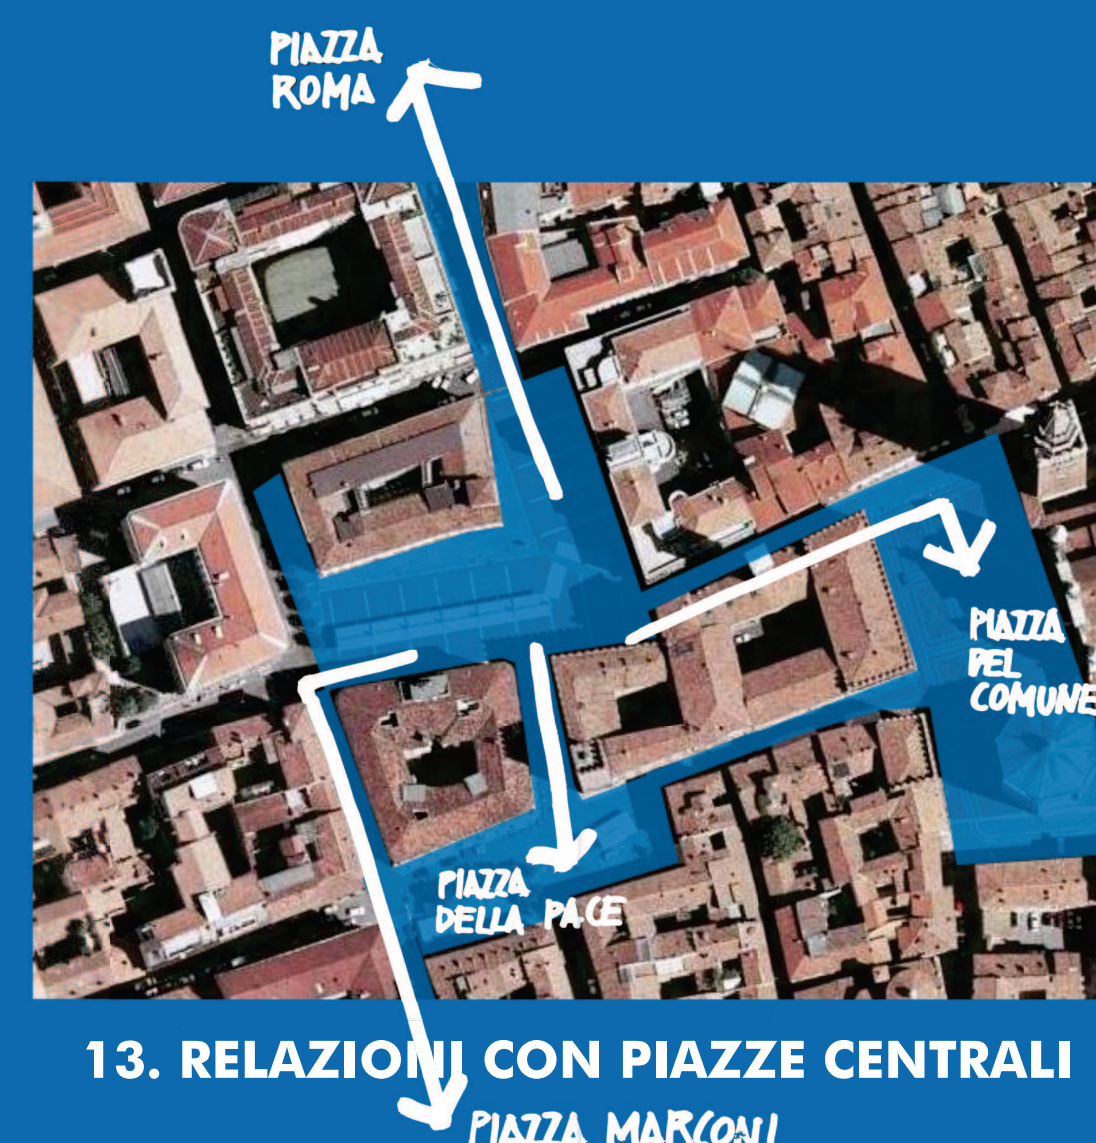 PIAZZA
ROMA
PIAZZA
DEL
COMUNE
PIAZZA
DELLA PACE
13. RELAZIONI CON PIAZZE CENTRALI
PIAZZA MARCONI